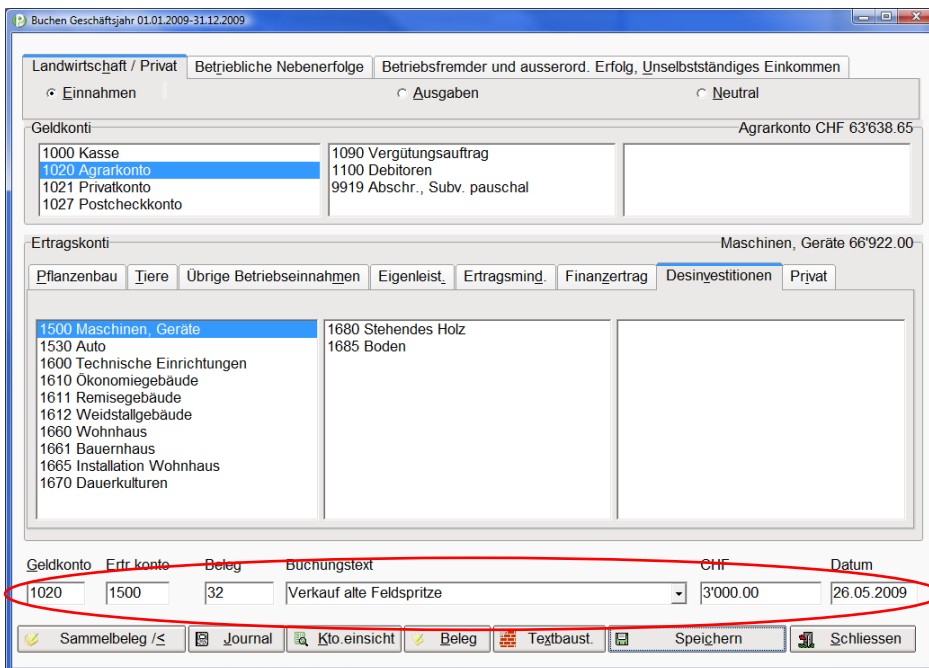 Buchen Geschäftsjahr 01.01.2009-31.12.2009
Landwirtschaft / Privat Betriebliche Nebenerfolge Betriebsfremder und ausserord. Erfolg, Unselbstständiges Einkommen
Einnahmen Ausgaben Neutral
Geldkonti Agrarkonto CHF 63'638.65
1000 Kasse 1090 Vergütungsauftrag
1020 Agrarkonto 1100 Debitoren
1021 Privatkonto 9919 Abschr., Subv. pauschal
1027 Postcheckkonto
Ertragskonti Maschinen, Geräte 66'922.00
Pflanzenbau Tiere Übrige Betriebseinnahmen Eigenleist. Ertragsmind. Finanzertrag Desinvestitionen Privat
1500 Maschinen, Geräte 1680 Stehendes Holz
1530 Auto 1685 Boden
1600 Technische Einrichtungen
1610 Ökonomiegebäude
1611 Remisegebäude
1612 Weidstallgebäude
1660 Wohnhaus
1661 Bauernhaus
1665 Installation Wohnhaus
1670 Dauerkulturen
Geldkonto Ertr konto Beleg Buchungstext CHF Datum
1020 1500 32 Verkauf alte Feldspritze 3'000.00 26.05.2009
Sammelbeleg /< Journal Kto.einsicht Beleg Textbaust. Speichern Schliessen